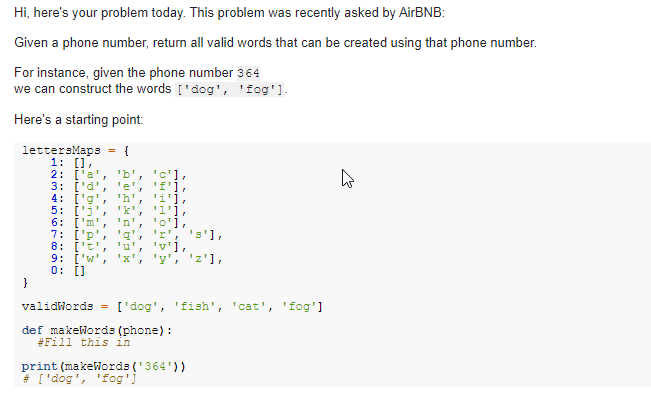 Hi, here's your problem today. This problem was recently asked by AirBNB:
Given a phone number, return all valid words that can be created using that phone number.
For instance, given the phone number 364
we can construct the words ['dog', 'fog'].
Here's a starting point:
lettersMaps = {
    1: [],
    2: ['a', 'b', 'c'],
    3: ['d', 'e', 'f'],
    4: ['g', 'h', 'i'],
    5: ['j', 'k', 'l'],
    6: ['m', 'n', 'o'],
    7: ['p', 'q', 'r', 's'],
    8: ['t', 'u', 'v'],
    9: ['w', 'x', 'y', 'z'],
    0: []
}
validWords = ['dog', 'fish', 'cat', 'fog']
def makeWords(phone):
  #Fill this in
print(makeWords('364'))
# ['dog', 'fog']